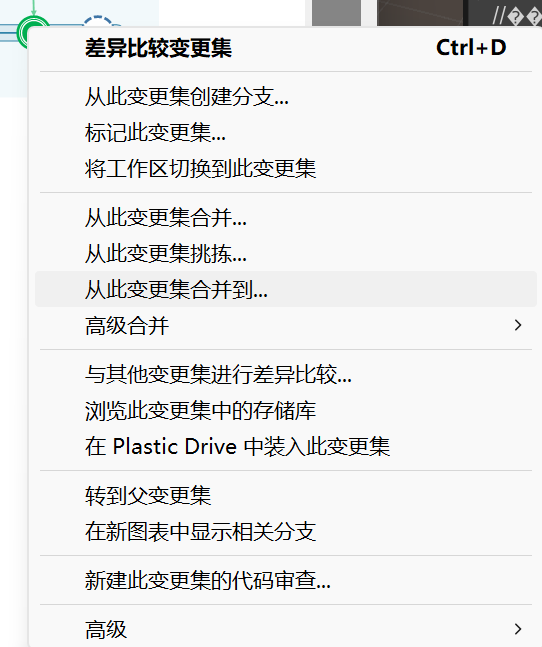 //
差异比较变更集 Ctrl+D
从此变更集创建分支...
标记此变更集...
将工作区切换到此变更集
从此变更集合并...
从此变更集挑拣...
从此变更集合并到...
高级合并
与其他变更集进行差异比较...
浏览此变更集中的存储库
在 Plastic Drive 中装入此变更集
转到父变更集
在新图表中显示相关分支
新建此变更集的代码审查...
高级